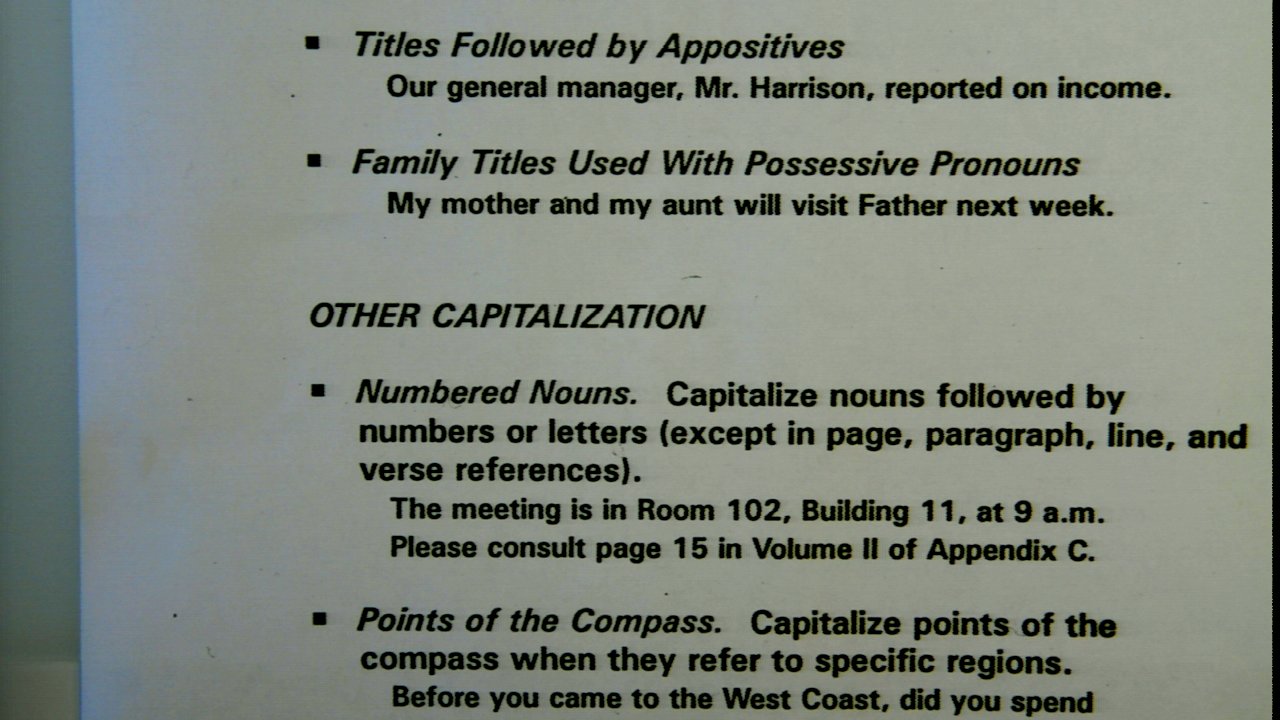 ▪ Titles Followed by Appositives
Our general manager, Mr. Harrison, reported on income.
▪ Family Titles Used With Possessive Pronouns
My mother and my aunt will visit Father next week.
OTHER CAPITALIZATION
▪ Numbered Nouns. Capitalize nouns followed by
numbers or letters (except in page, paragraph, line, and
verse references).
The meeting is in Room 102, Building 11, at 9 a.m.
Please consult page 15 in Volume II of Appendix C.
▪ Points of the Compass. Capitalize points of the
compass when they refer to specific regions.
Before you came to the West Coast, did you spend